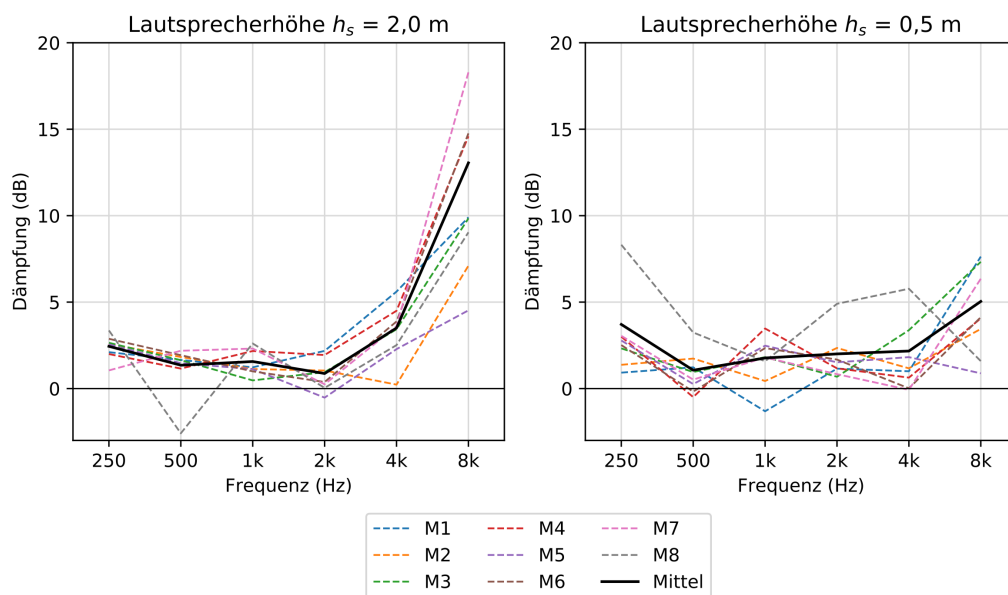 Lautsprecherhöhe hs = 2,0 m
20
15
10
5
0
Dämpfung (dB)
250 500 1k 2k 4k 8k
Frequenz (Hz)
Lautsprecherhöhe hs = 0,5 m
20
15
10
5
0
Dämpfung (dB)
250 500 1k 2k 4k 8k
Frequenz (Hz)
M1 M4 M7
M2 M5 M8
M3 M6 Mittel